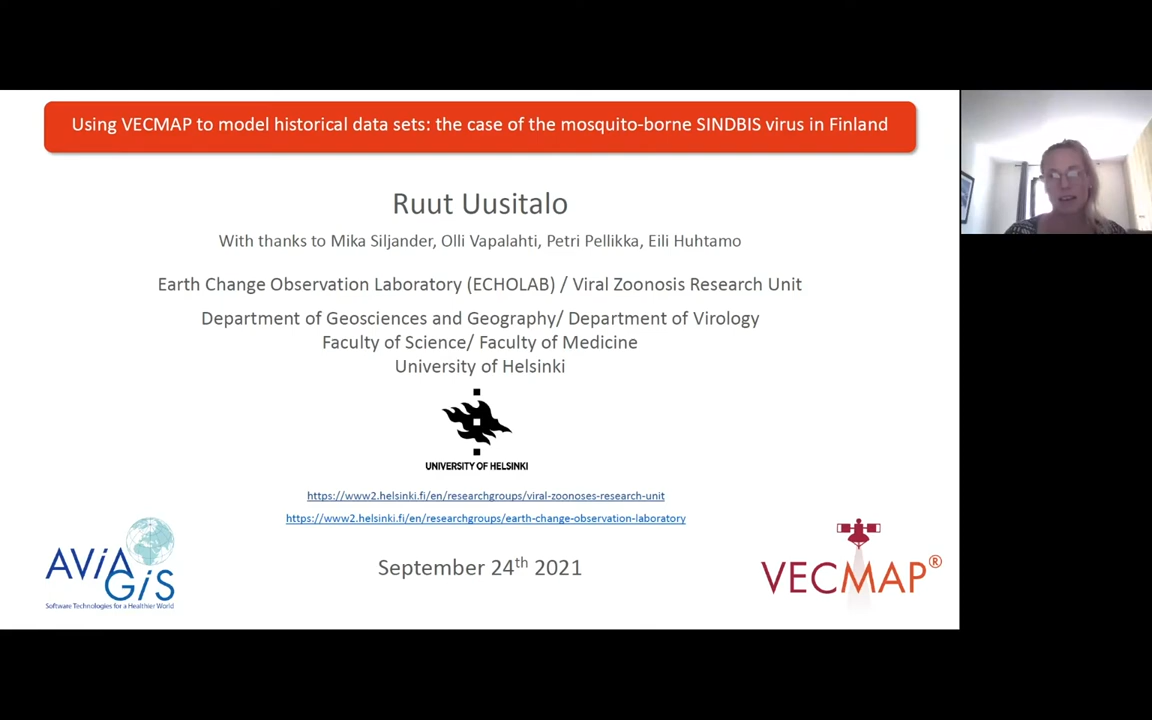 Using VECMAP to model historical data sets: the case of the mosquito-borne SINDBIS virus in Finland
Ruut Uusitalo
With thanks to Mika Siljander, Olli Vapalahti, Petri Pellikka, Eili Huhtamo
Earth Change Observation Laboratory (ECHOLAB) / Viral Zoonosis Research Unit
Department of Geosciences and Geography/ Department of Virology
Faculty of Science/ Faculty of Medicine
University of Helsinki
UNIVERSITY OF HELSINKI
https://www2.helsinki.fi/en/researchgroups/viral-zoonoses-research-unit
https://www2.helsinki.fi/en/researchgroups/earth-change-observation-laboratory
September 24th 2021
AViA
GiS
Software Technologies for a Healthier World
VECMAP®